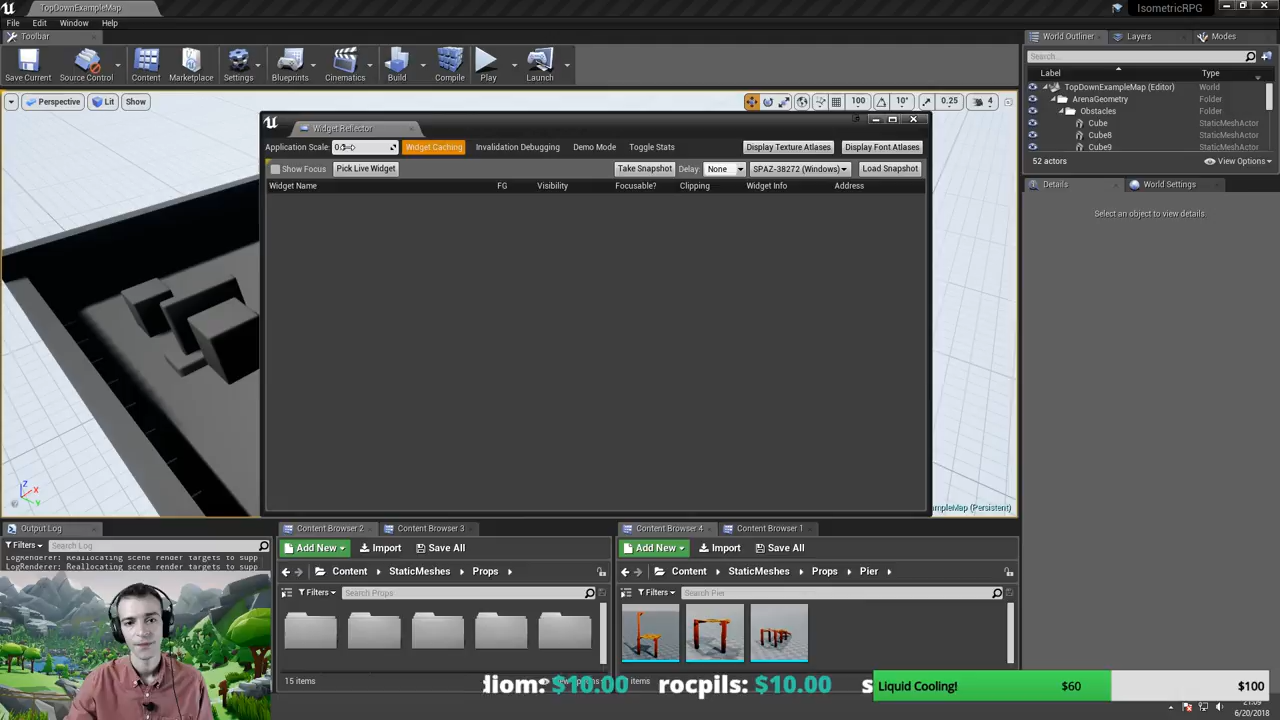 TopDownExampleMap
IsometricRPG
File Edit Window Help
Toolbar
World Outliner Layers Modes
Save Current Source Control Content Marketplace Settings Blueprints Cinematics Build Compile Play Launch
Search...
Label Type
TopDownExampleMap (Editor) World
ArenaGeometry Folder
Obstacles Folder
Cube StaticMeshActor
Cube8 StaticMeshActor
Cube9 StaticMeshActor
52 actors View Options
Perspective Lit Show
100 10° 0.25 4
Widget Reflector
Application Scale: Widget Caching Invalidation Debugging Demo Mode Toggle Stats Display Texture Atlases Display Font Atlases
Show Focus Pick Live Widget Take Snapshot Delay: None SPAZ-38272 (Windows) Load Snapshot
Widget Name FG Visibility Focusable? Clipping Widget Info Address
Details World Settings
Select an object to view details.
ampleMap (Persistent)
Output Log
Filters Search Log
LogRenderer: Reallocating scene render targets to supp
LogRenderer: Reallocating scene render targets to supp
Content Browser 2 Content Browser 3
Add New Import Save All
Content StaticMeshes Props
Filters Search Props
15 items
Content Browser 4 Content Browser 1
Add New Import Save All
Content StaticMeshes Props Pier
Filters Search Pier
items
diom: $10.00 rocpils: $10.00 s
Liquid Cooling! $60 $100
21:09
6/20/2018
X Y Z